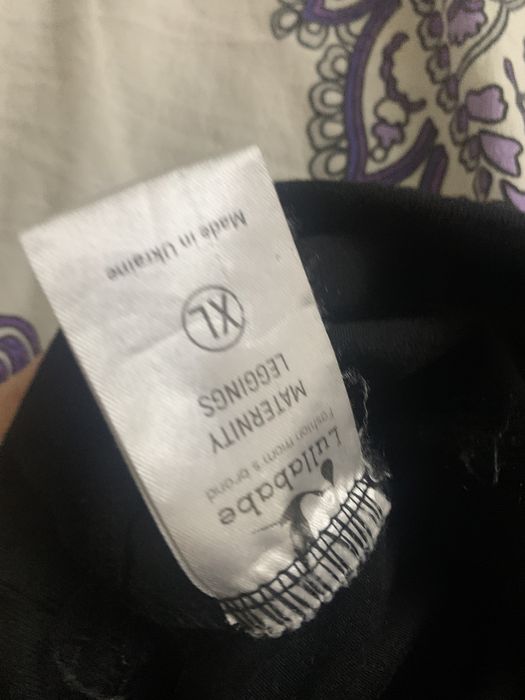 Lullababe
Fashion mom's brand
MATERNITY
LEGGINGS
XL
Made in Ukraine